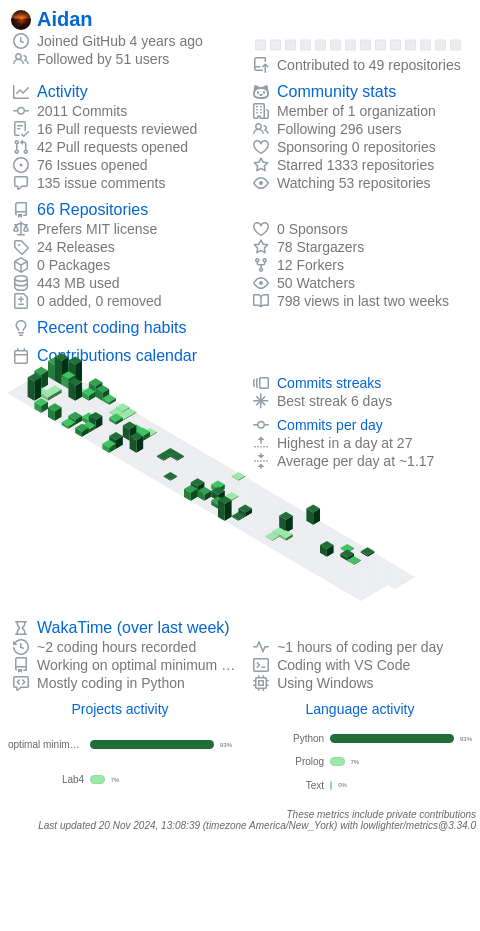 Aidan
Joined GitHub 4 years ago
Followed by 51 users
Contributed to 49 repositories
Activity
2011 Commits
16 Pull requests reviewed
42 Pull requests opened
76 Issues opened
135 issue comments
Community stats
Member of 1 organization
Following 296 users
Sponsoring 0 repositories
Starred 1333 repositories
Watching 53 repositories
66 Repositories
Prefers MIT license
24 Releases
0 Packages
443 MB used
0 added, 0 removed
0 Sponsors
78 Stargazers
12 Forkers
50 Watchers
798 views in last two weeks
Recent coding habits
Contributions calendar
Commits streaks
Best streak 6 days
Commits per day
Highest in a day at 27
Average per day at ~1.17
WakaTime (over last week)
~2 coding hours recorded
Working on optimal minimum …
Mostly coding in Python
~1 hours of coding per day
Coding with VS Code
Using Windows
Projects activity
optimal minim… 93%
Lab4 7%
Language activity
Python 93%
Prolog 7%
Text 0%
These metrics include private contributions
Last updated 20 Nov 2024, 13:08:39 (timezone America/New_York) with lowlighter/metrics@3.34.0